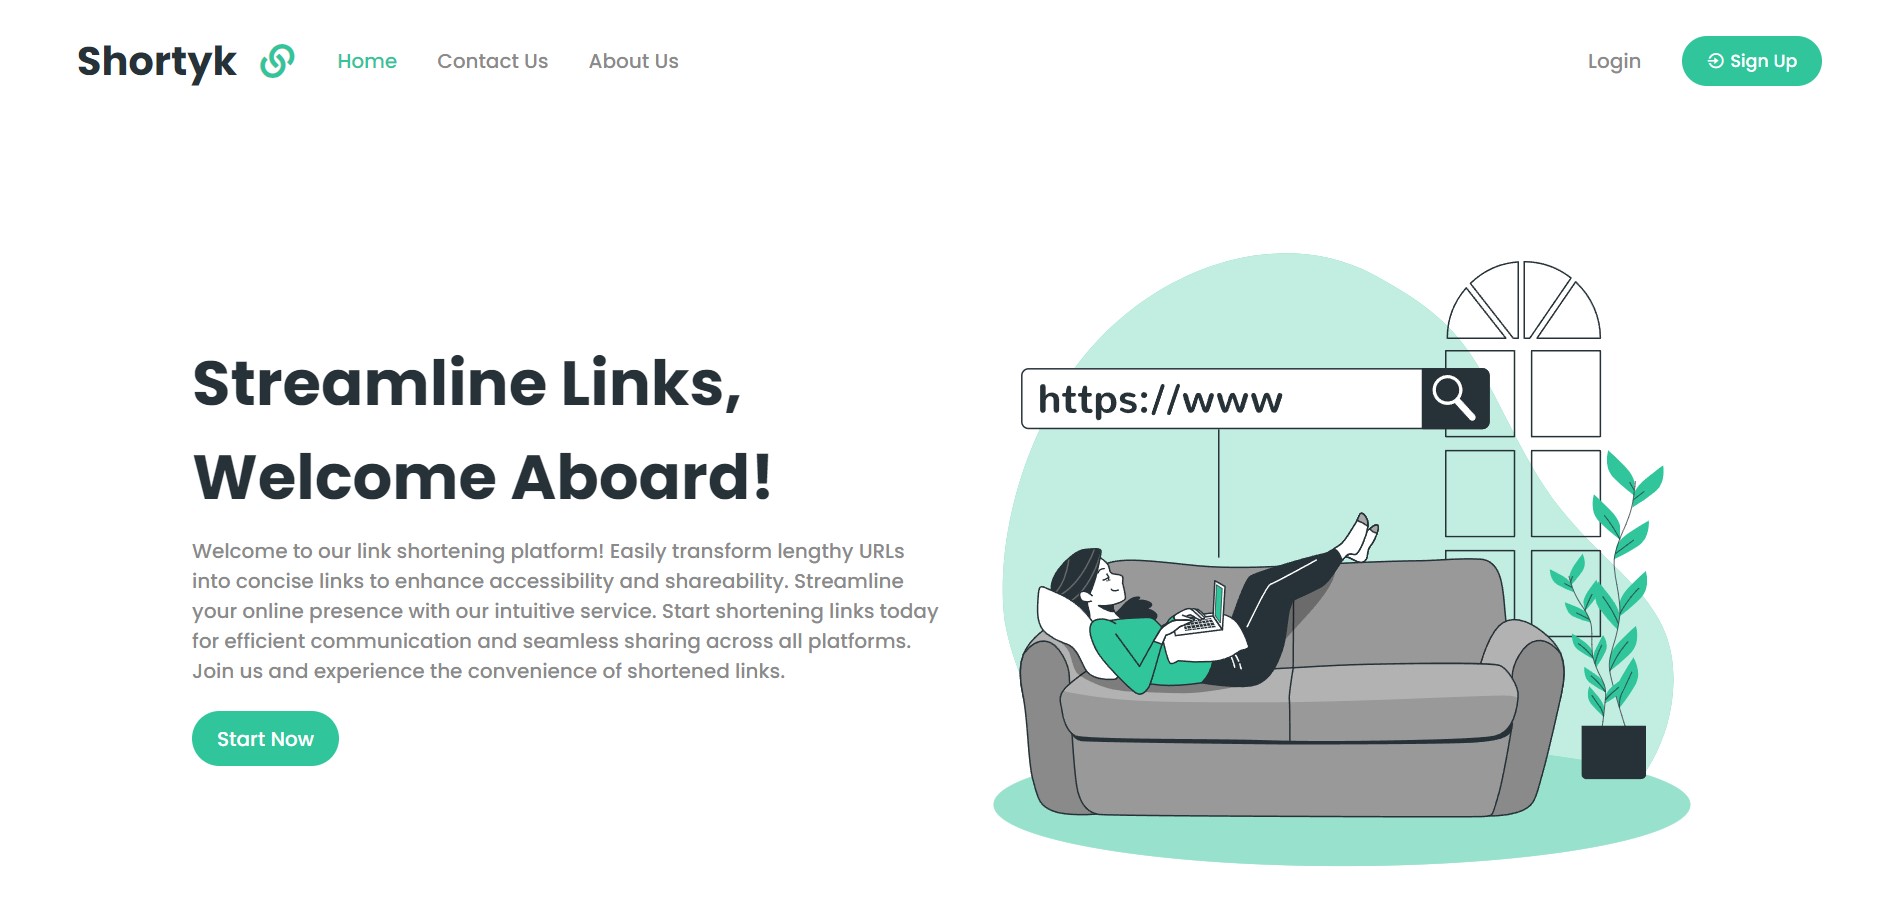 Shortyk Home Contact Us About Us Login Sign Up
Streamline Links,
Welcome Aboard!
Welcome to our link shortening platform! Easily transform lengthy URLs
into concise links to enhance accessibility and shareability. Streamline
your online presence with our intuitive service. Start shortening links today
for efficient communication and seamless sharing across all platforms.
Join us and experience the convenience of shortened links.
Start Now
https://www